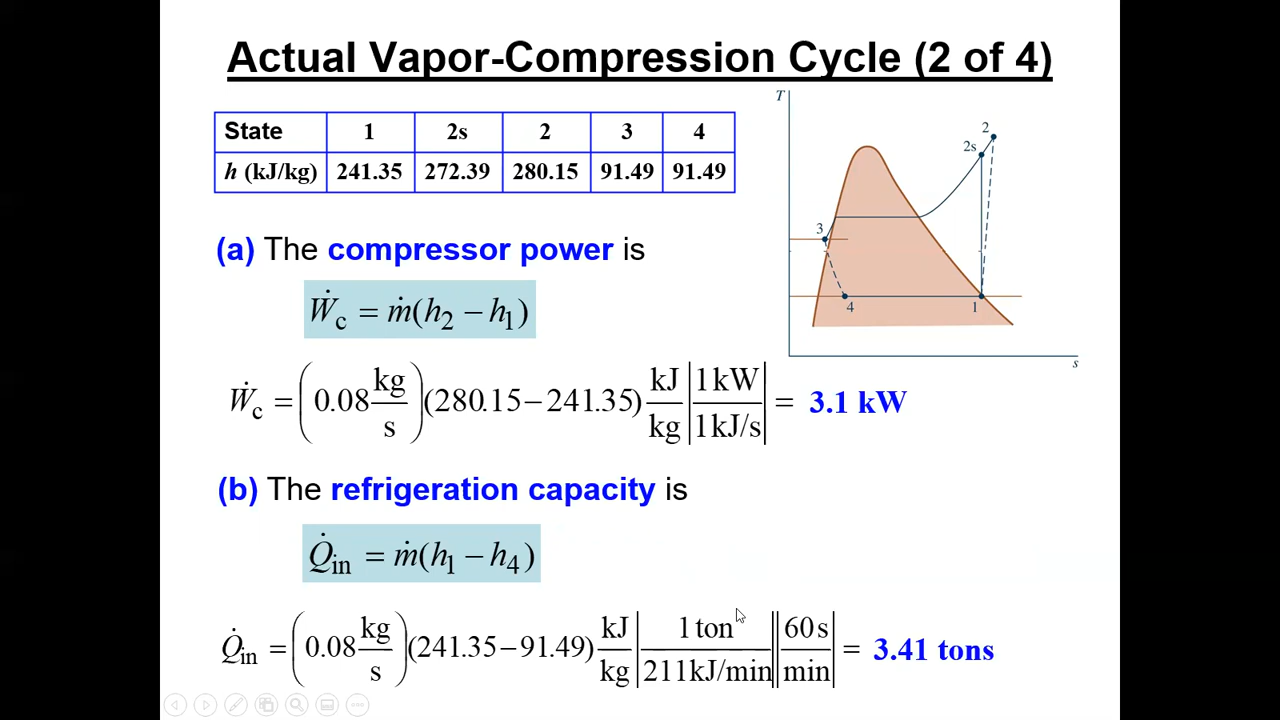 Actual Vapor-Compression Cycle (2 of 4)
State 1 2s 2 3 4
h (kJ/kg) 241.35 272.39 280.15 91.49 91.49
T
2
2s
3
4
1
s
(a) The compressor power is
Ẇc = ṁ(h2 − h1)
Ẇc = (0.08 kg/s)(280.15 − 241.35) kJ/kg |1 kW/1 kJ/s| = 3.1 kW
(b) The refrigeration capacity is
Q̇in = ṁ(h1 − h4)
Q̇in = (0.08 kg/s)(241.35 − 91.49) kJ/kg |1 ton/211 kJ/min||60 s/min| = 3.41 tons